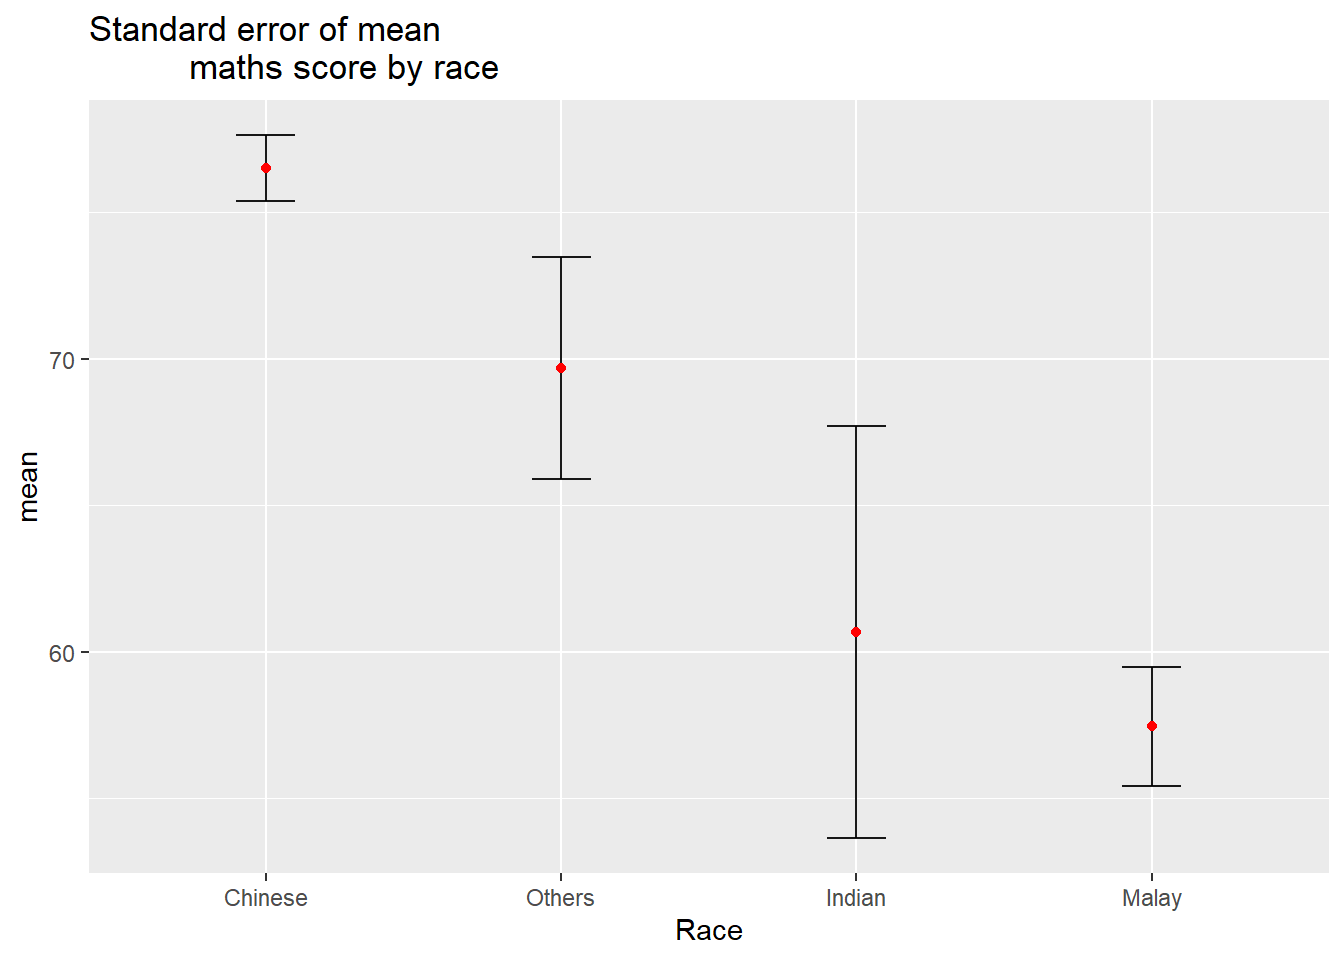 Standard error of mean
maths score by race
mean
70
60
Chinese
Others
Indian
Malay
Race